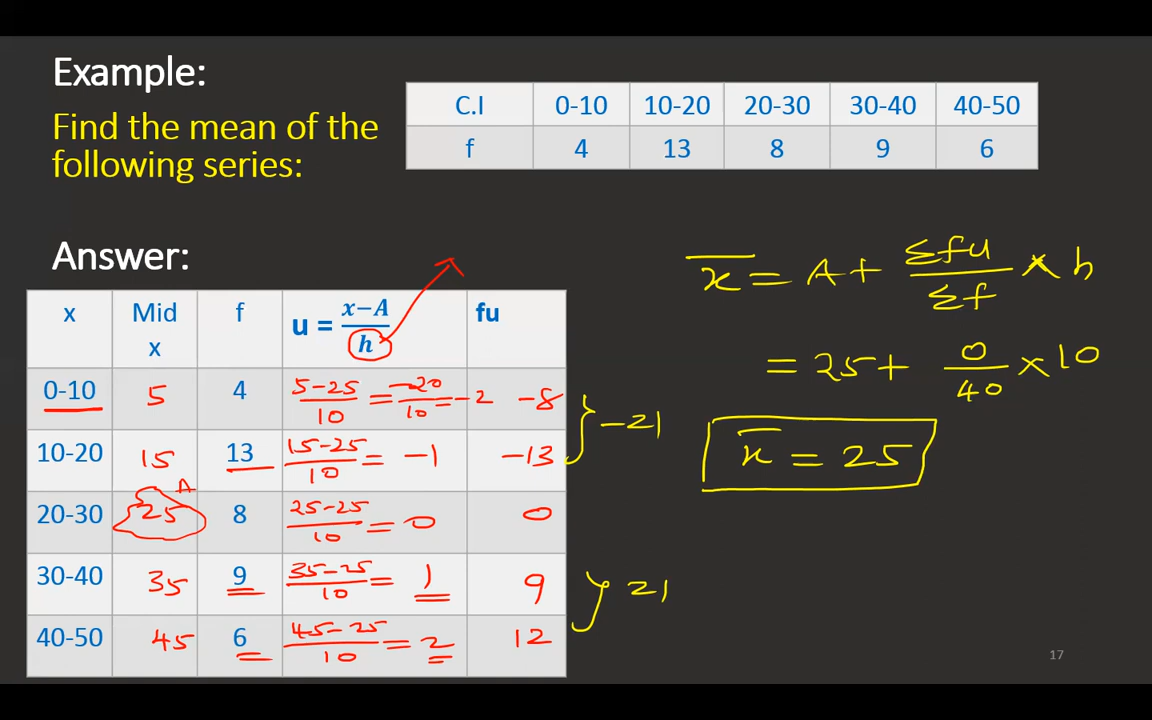 Example:
Find the mean of the
following series:
C.I 0-10 10-20 20-30 30-40 40-50
f 4 13 8 9 6
Answer:
x Mid x f u = x−A / h fu
0-10 5 4 5-25/10 = -20/10 = -2 -8
10-20 15 13 15-25/10 = -1 -13
} -21
20-30 25 A 8 25-25/10 = 0 0
30-40 35 9 35-25/10 = 1 9
40-50 45 6 45-25/10 = 2 12
} 21
x̄ = A + Σfu/Σf × h
= 25 + 0/40 × 10
x̄ = 25
17